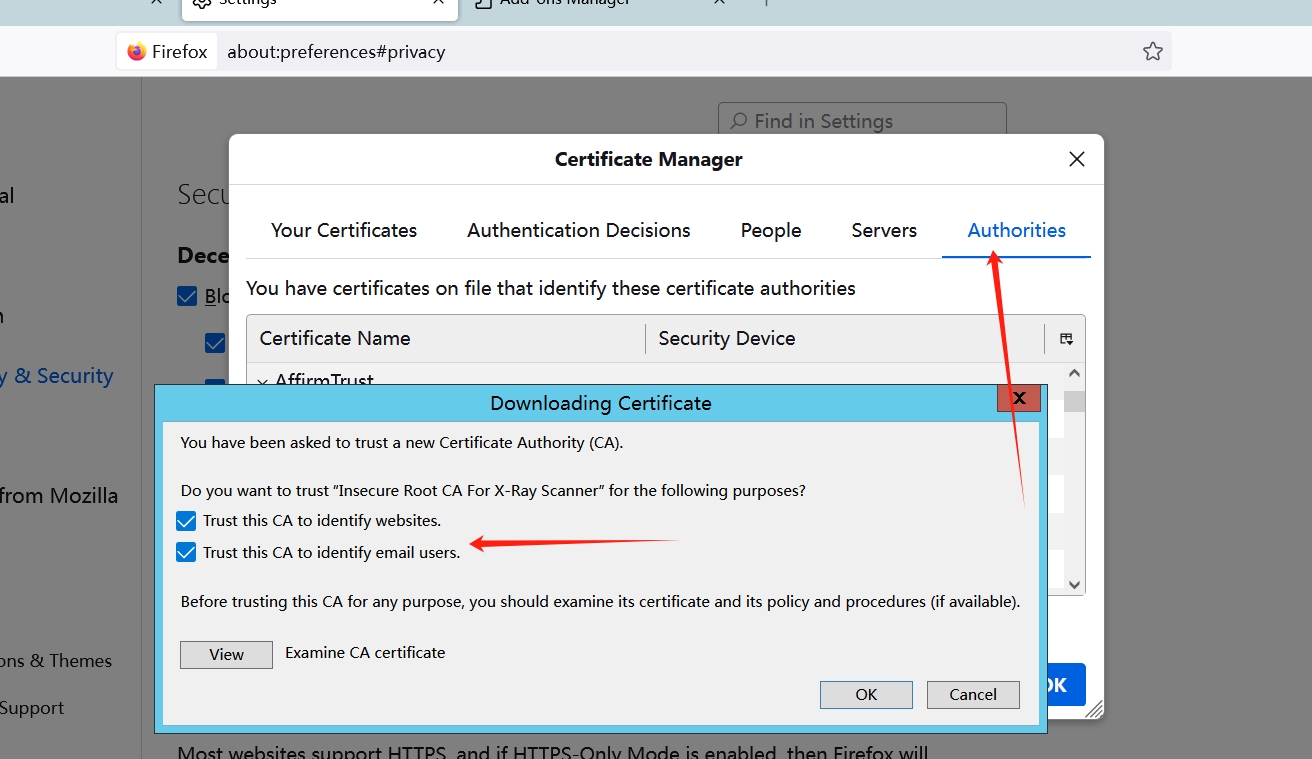 Settings
Add-ons Manager
Firefox
about:preferences#privacy
Find in Settings
Certificate Manager
al
Secu
Your Certificates
Authentication Decisions
People
Servers
Authorities
Dece
You have certificates on file that identify these certificate authorities
Blo
n
Certificate Name
Security Device
y & Security
AffirmTrust
Downloading Certificate
X
You have been asked to trust a new Certificate Authority (CA).
Do you want to trust “Insecure Root CA For X-Ray Scanner” for the following purposes?
from Mozilla
Trust this CA to identify websites.
Trust this CA to identify email users.
Before trusting this CA for any purpose, you should examine its certificate and its policy and procedures (if available).
View
Examine CA certificate
ons & Themes
OK
Cancel
OK
Support
Most websites support HTTPS, and if HTTPS-Only Mode is enabled, then Firefox will